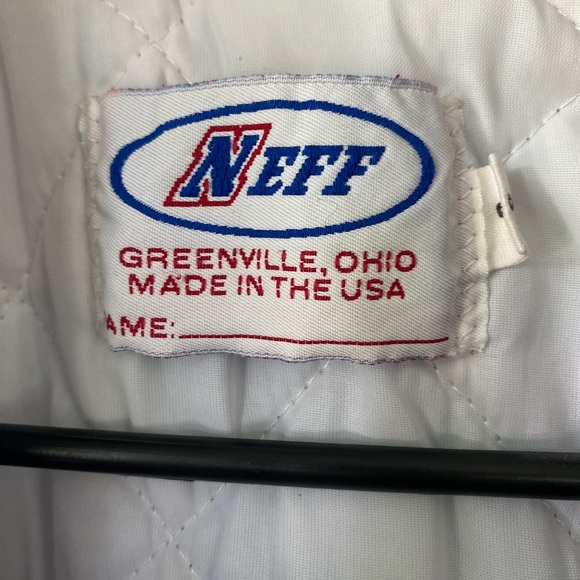 NEFF
GREENVILLE, OHIO
MADE IN THE USA
AME: